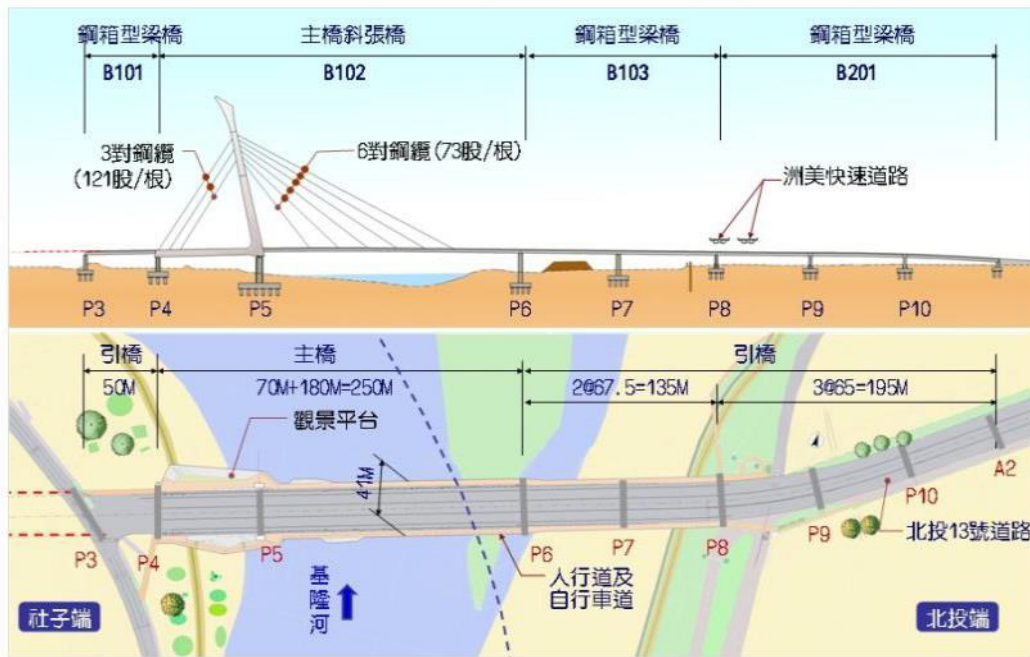 鋼箱型梁橋
主橋斜張橋
鋼箱型梁橋
鋼箱型梁橋
B101
B102
B103
B201
3對鋼纜
(121股/根)
6對鋼纜(73股/根)
洲美快速道路
P3
P4
P5
P6
P7
P8
P9
P10
引橋
主橋
引橋
50M
70M+180M=250M
2@67.5=135M
3@65=195M
觀景平台
41M
A2
P10
P9
北投13號道路
P3
P4
P5
P6
P7
P8
人行道及
自行車道
基隆河
社子端
北投端